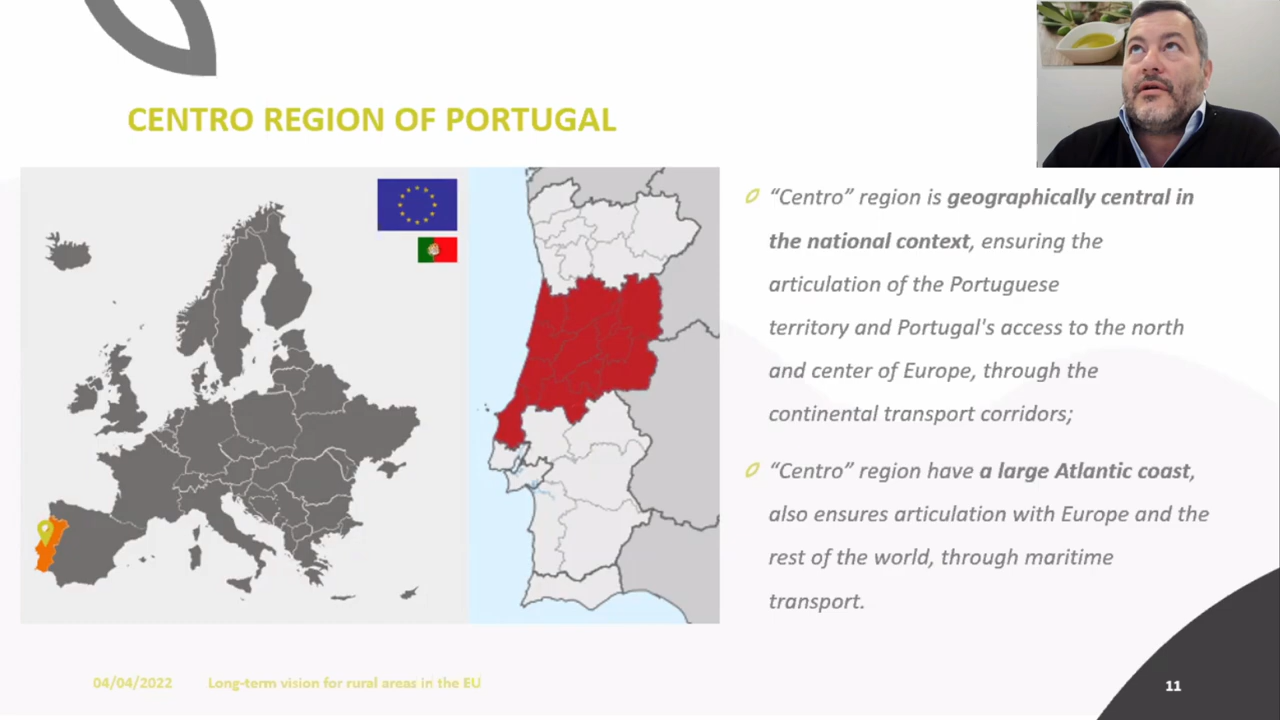 CENTRO REGION OF PORTUGAL
“Centro” region is geographically central in
the national context, ensuring the
articulation of the Portuguese
territory and Portugal's access to the north
and center of Europe, through the
continental transport corridors;
“Centro” region have a large Atlantic coast,
also ensures articulation with Europe and the
rest of the world, through maritime
transport.
04/04/2022 Long-term vision for rural areas in the EU
11